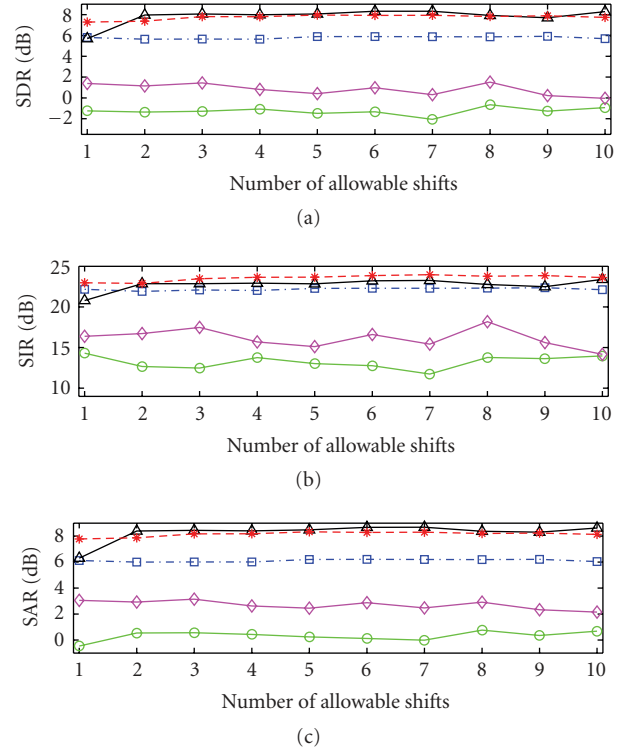 8
6
4
2
0
−2
SDR (dB)
1 2 3 4 5 6 7 8 9 10
Number of allowable shifts
(a)
25
20
15
10
SIR (dB)
1 2 3 4 5 6 7 8 9 10
Number of allowable shifts
(b)
8
6
4
2
0
SAR (dB)
1 2 3 4 5 6 7 8 9 10
Number of allowable shifts
(c)